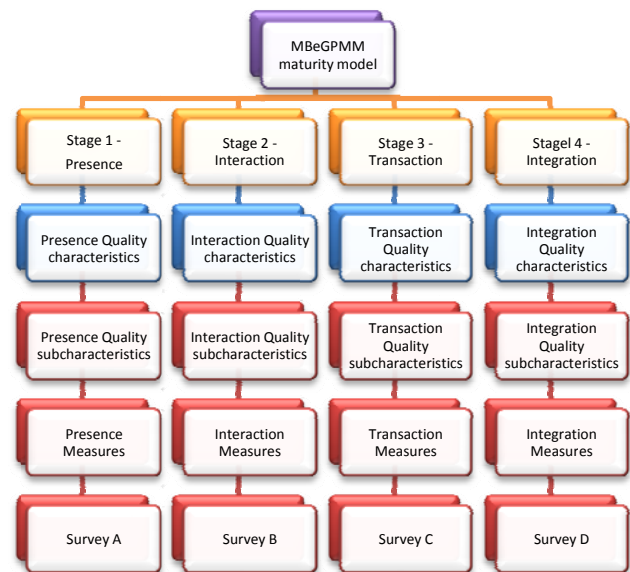 MBeGPMM
maturity model
Stage 1 -
Presence
Stage 2 -
Interaction
Stage 3 -
Transaction
Stagel 4 -
Integration
Presence Quality
characteristics
Interaction Quality
characteristics
Transaction
Quality
characteristics
Integration
Quality
characteristics
Presence Quality
subcharacteristics
Interaction Quality
subcharacteristics
Transaction
Quality
subcharacteristics
Integration
Quality
subcharacteristics
Presence
Measures
Interaction
Measures
Transaction
Measures
Integration
Measures
Survey A
Survey B
Survey C
Survey D